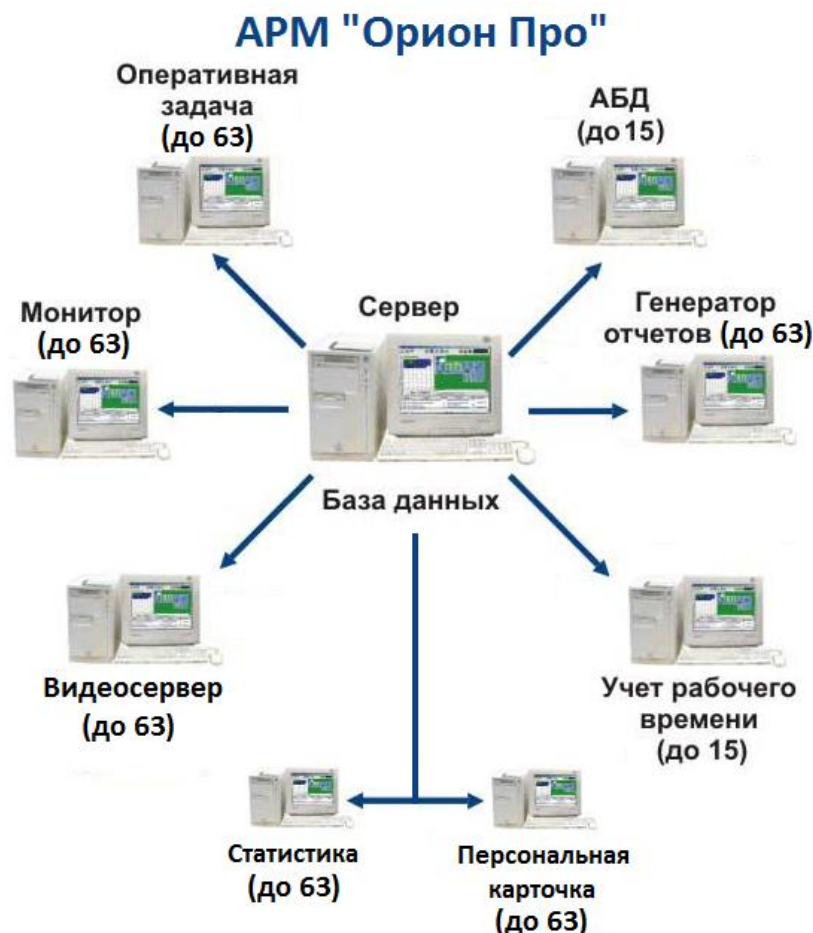 АРМ "Орион Про"
Оперативная
задача
(до 63)
АБД
(до 15)
Монитор
(до 63)
Сервер
Генератор
отчетов (до 63)
База данных
Видеосервер
(до 63)
Учет рабочего
времени
(до 15)
Статистика
(до 63)
Персональная
карточка
(до 63)